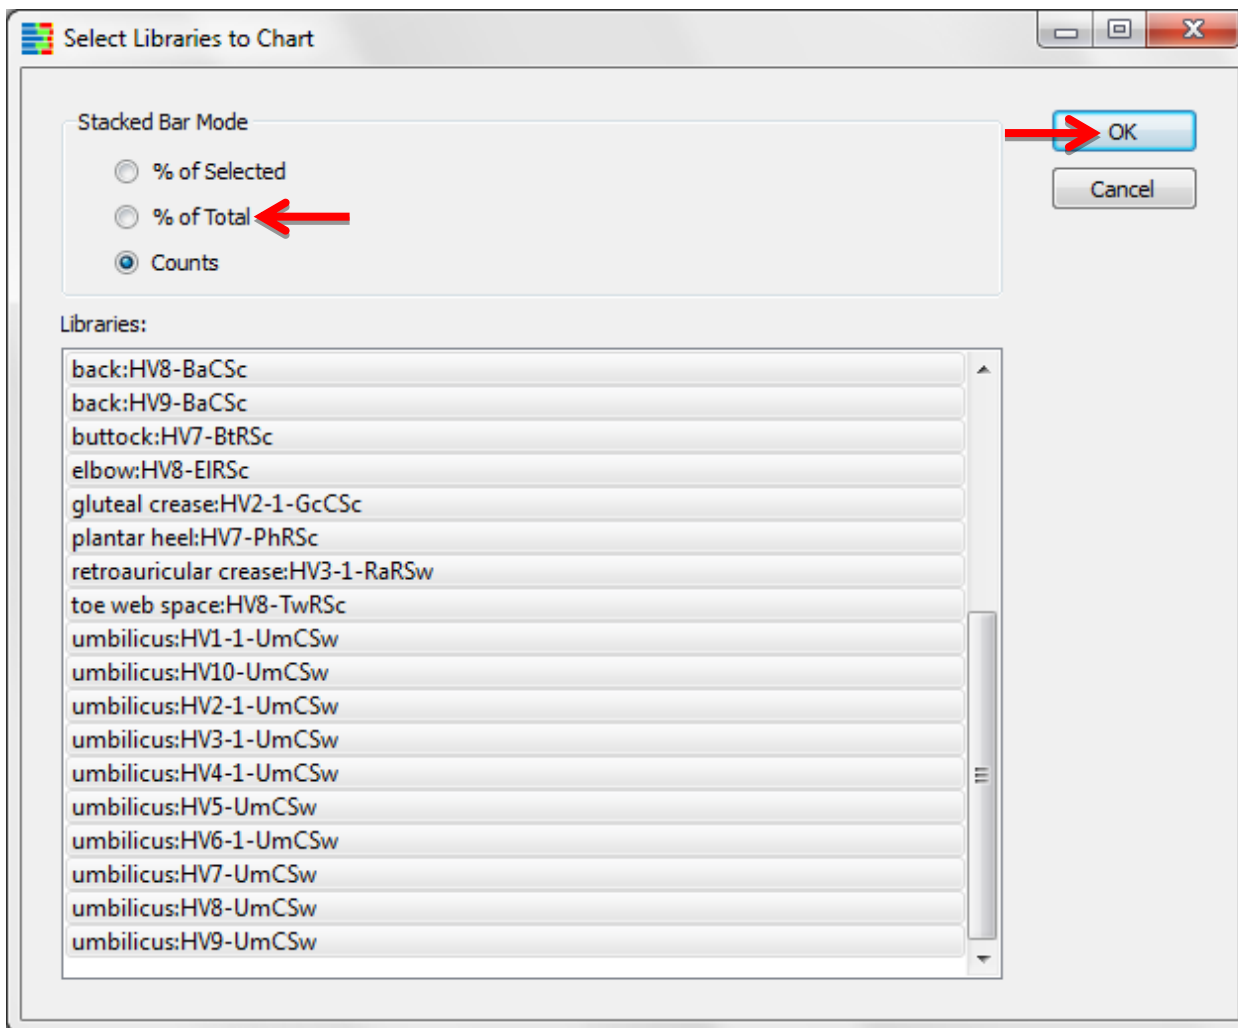 Select Libraries to Chart
Stacked Bar Mode
% of Selected
% of Total
Counts
OK
Cancel
Libraries:
back:HV8-BaCSc
back:HV9-BaCSc
buttock:HV7-BtRSc
elbow:HV8-ElRSc
gluteal crease:HV2-1-GcCSc
plantar heel:HV7-PhRSc
retroauricular crease:HV3-1-RaRSw
toe web space:HV8-TwRSc
umbilicus:HV1-1-UmCSw
umbilicus:HV10-UmCSw
umbilicus:HV2-1-UmCSw
umbilicus:HV3-1-UmCSw
umbilicus:HV4-1-UmCSw
umbilicus:HV5-UmCSw
umbilicus:HV6-1-UmCSw
umbilicus:HV7-UmCSw
umbilicus:HV8-UmCSw
umbilicus:HV9-UmCSw